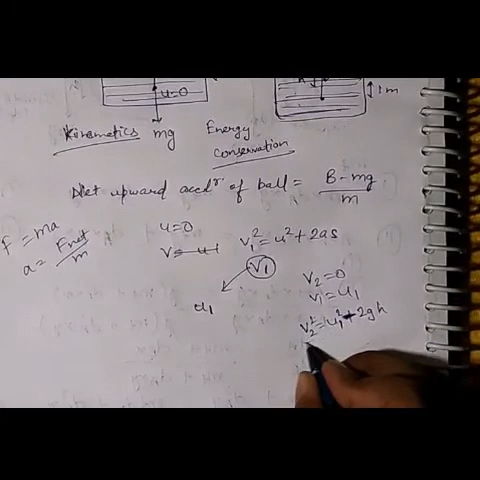 u=0
1m
Kinematics mg Energy
conservation
Net upward accl^n of ball = B-mg/m
F = ma
a = Fnet/m
u=0
v = u+ v₁² = u² + 2as
v₁
u₁
v₂=0
v₁=u₁
v₂²=u₁²-2gh